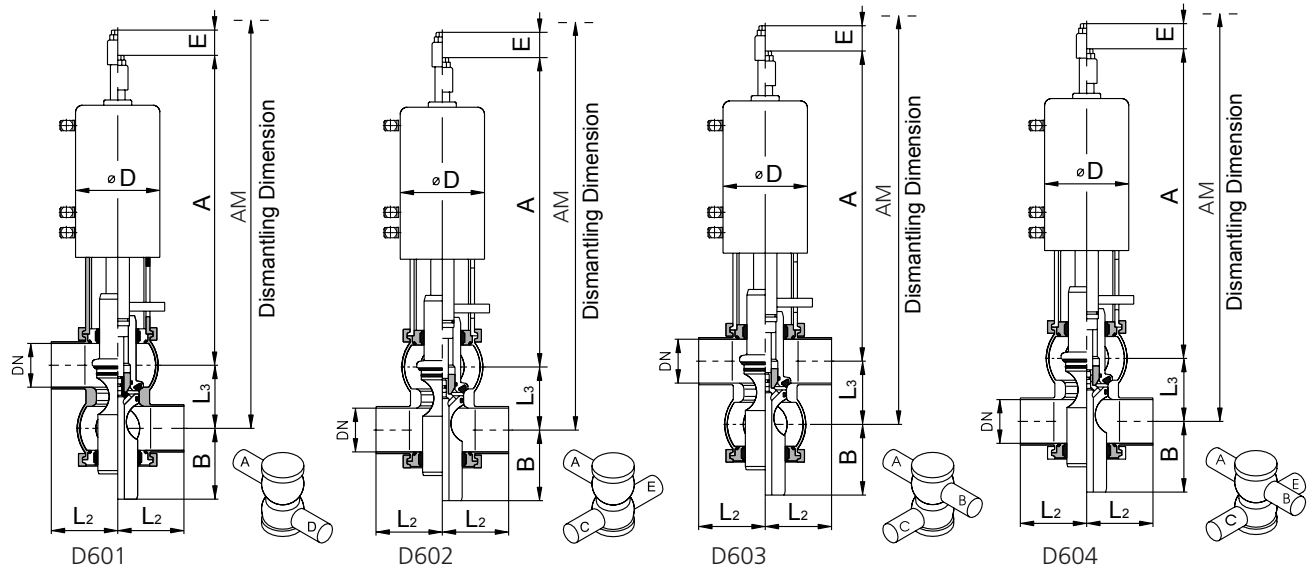 E
A
AM
Dismantling Dimension
ø D
DN
L3
B
L2 L2
A
D
D601
E
A
AM
Dismantling Dimension
ø D
DN
L3
B
L2 L2
A
E
C
D602
E
A
AM
Dismantling Dimension
ø D
DN
L3
B
L2 L2
A
B
C
D603
E
A
AM
Dismantling Dimension
ø D
DN
L3
B
L2 L2
A
E
B
C
D604